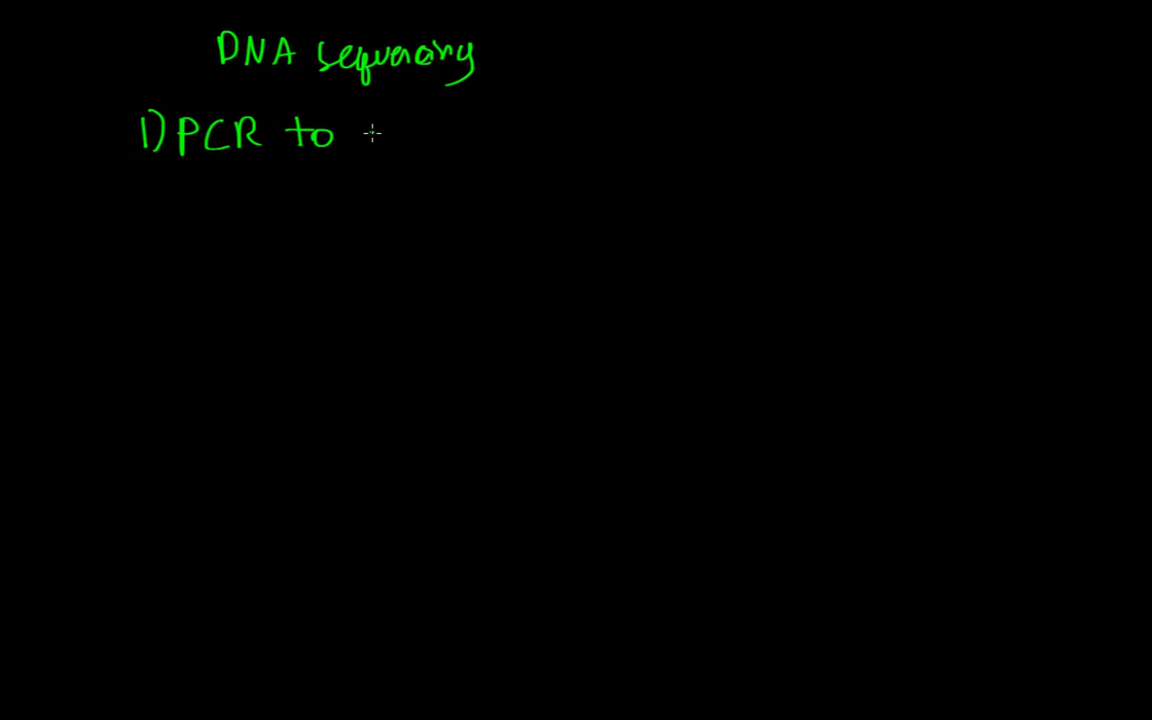 DNA sequencing
1) PCR to